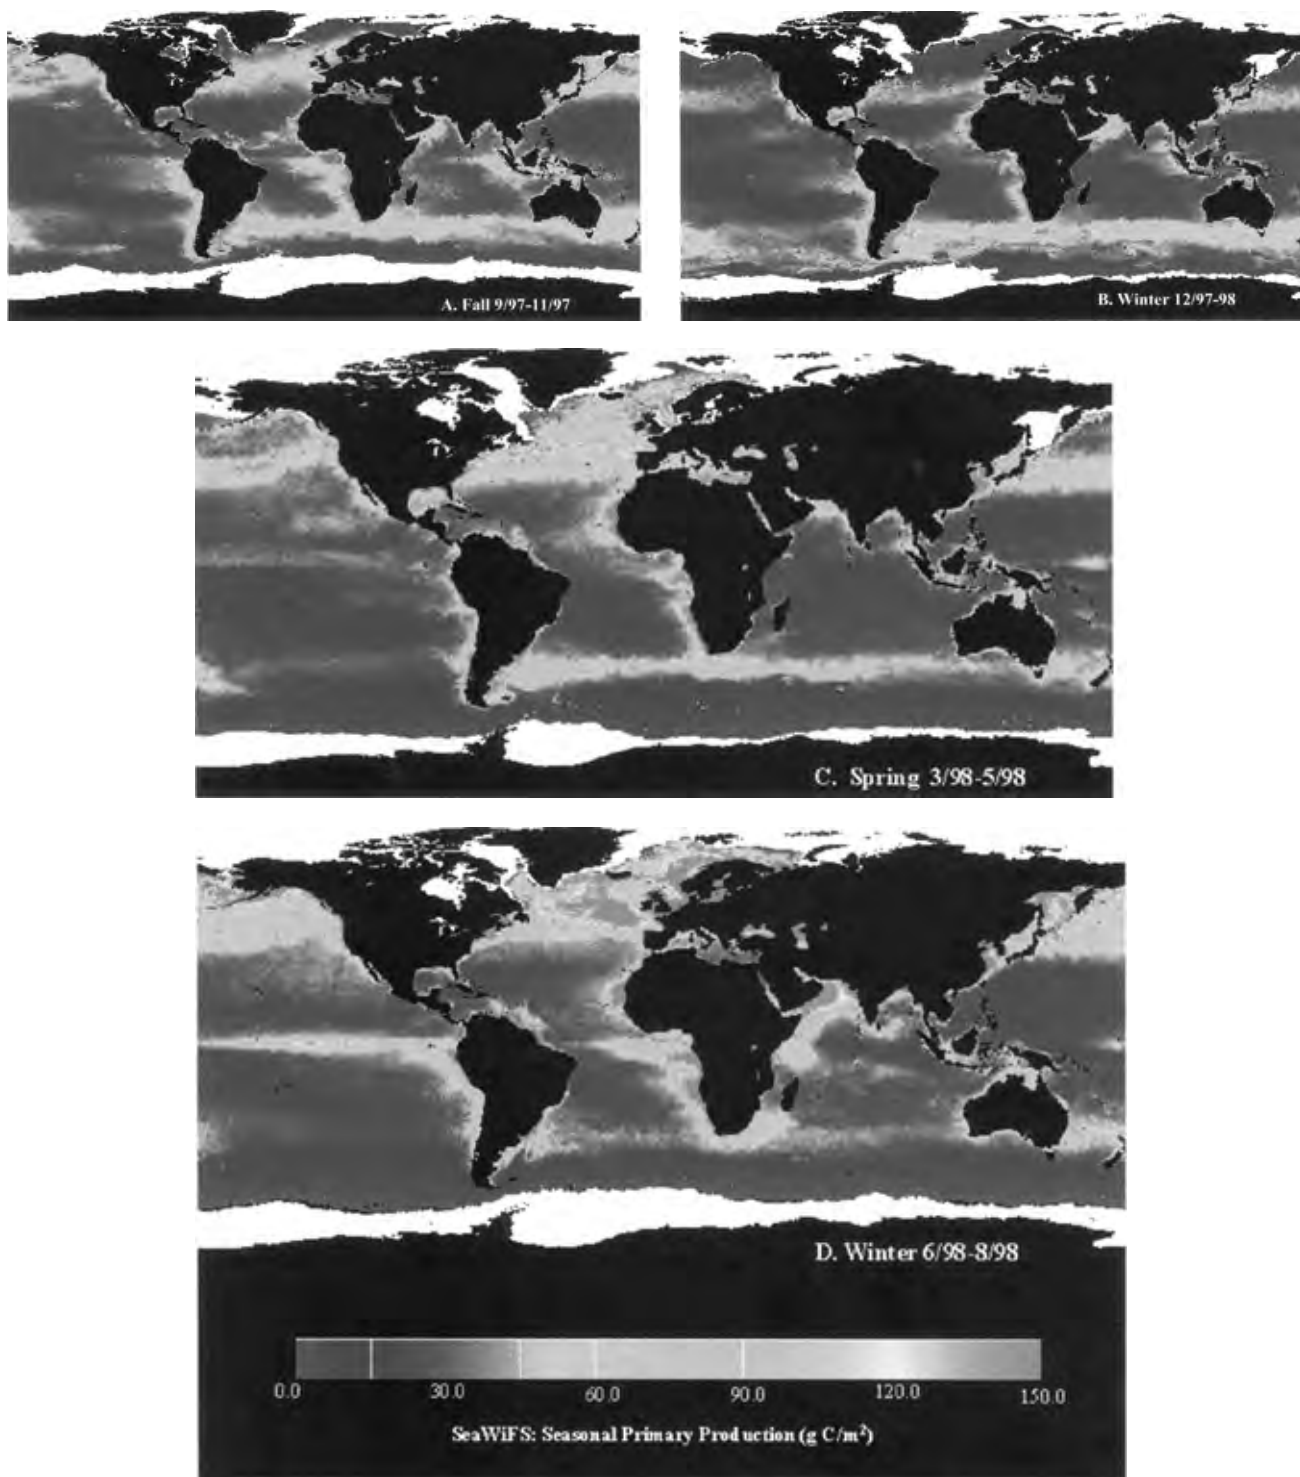 A. Fall 9/97-11/97
B. Winter 12/97-98
C. Spring 3/98-5/98
D. Winter 6/98-8/98
0.0 30.0 60.0 90.0 120.0 150.0
SeaWiFS: Seasonal Primary Production (g C/m²)